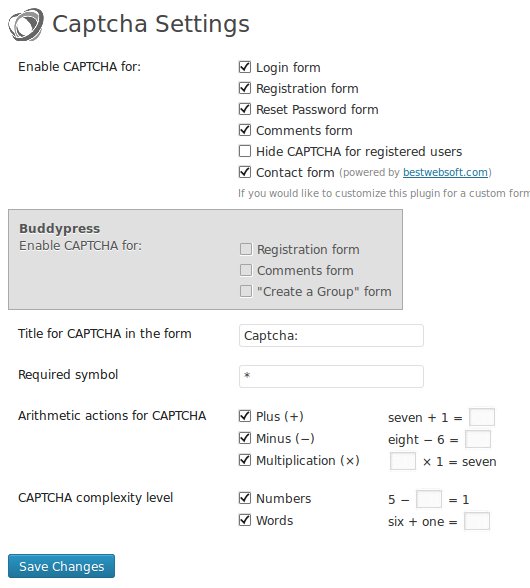 Captcha Settings
Enable CAPTCHA for:
Login form
Registration form
Reset Password form
Comments form
Hide CAPTCHA for registered users
Contact form (powered by bestwebsoft.com)
If you would like to customize this plugin for a custom form
Buddypress
Enable CAPTCHA for:
Registration form
Comments form
"Create a Group" form
Title for CAPTCHA in the form Captcha:
Required symbol *
Arithmetic actions for CAPTCHA Plus (+) seven + 1 =
Minus (−) eight − 6 =
Multiplication (×) × 1 = seven
CAPTCHA complexity level Numbers 5 − = 1
Words six + one =
Save Changes